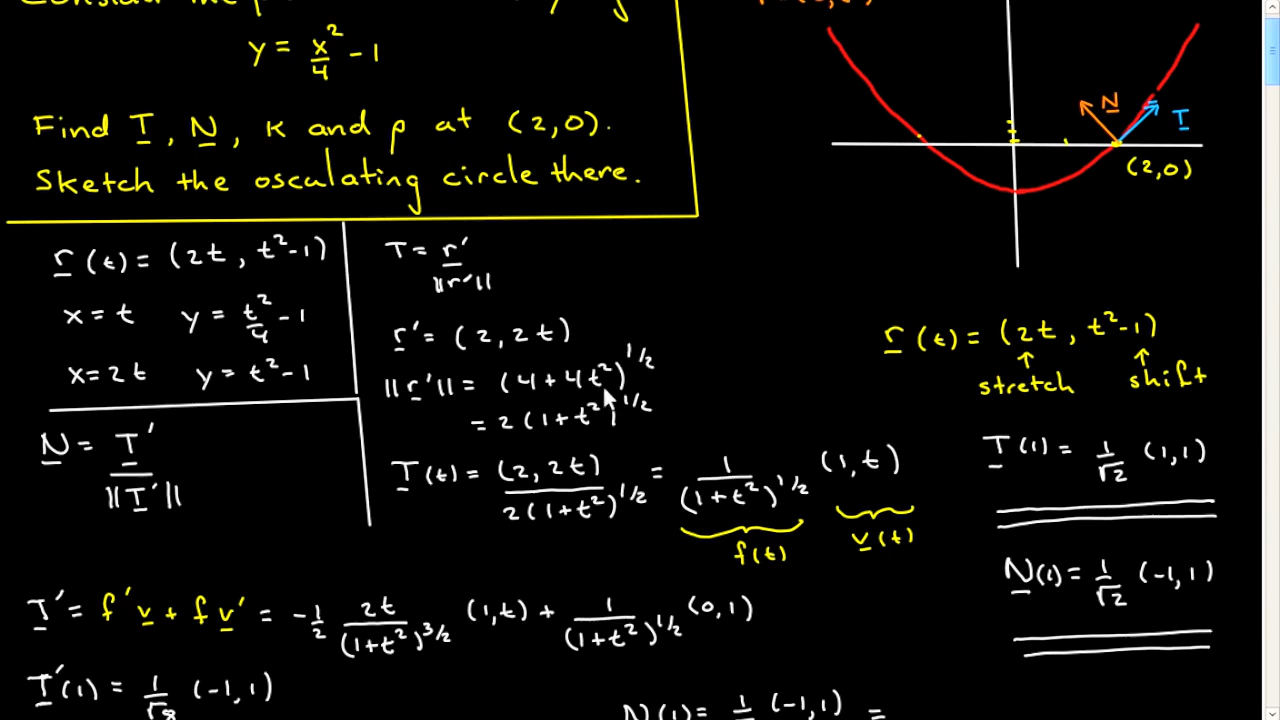 y = x²/4 - 1
Find T, N, κ and ρ at (2,0).
Sketch the osculating circle there.
N
T
(2,0)
r(t) = (2t, t²-1)
x = t y = t²/4 - 1
x = 2t y = t²-1
N = T'/||T'||
T = r'/||r'||
r' = (2, 2t)
||r'|| = (4+4t²)^1/2
= 2(1+t²)^1/2
T(t) = (2, 2t)/2(1+t²)^1/2 = 1/(1+t²)^1/2 (1, t)
f(t) v(t)
r(t) = (2t, t²-1)
↑ ↑
stretch shift
T(1) = 1/√2 (1,1)
N(1) = 1/√2 (-1,1)
T' = f'v + fv' = -1/2 2t/(1+t²)^3/2 (1,t) + 1/(1+t²)^1/2 (0,1)
T'(1) = 1/√8 (-1,1)
N(1) = 1/√ (-1,1) =